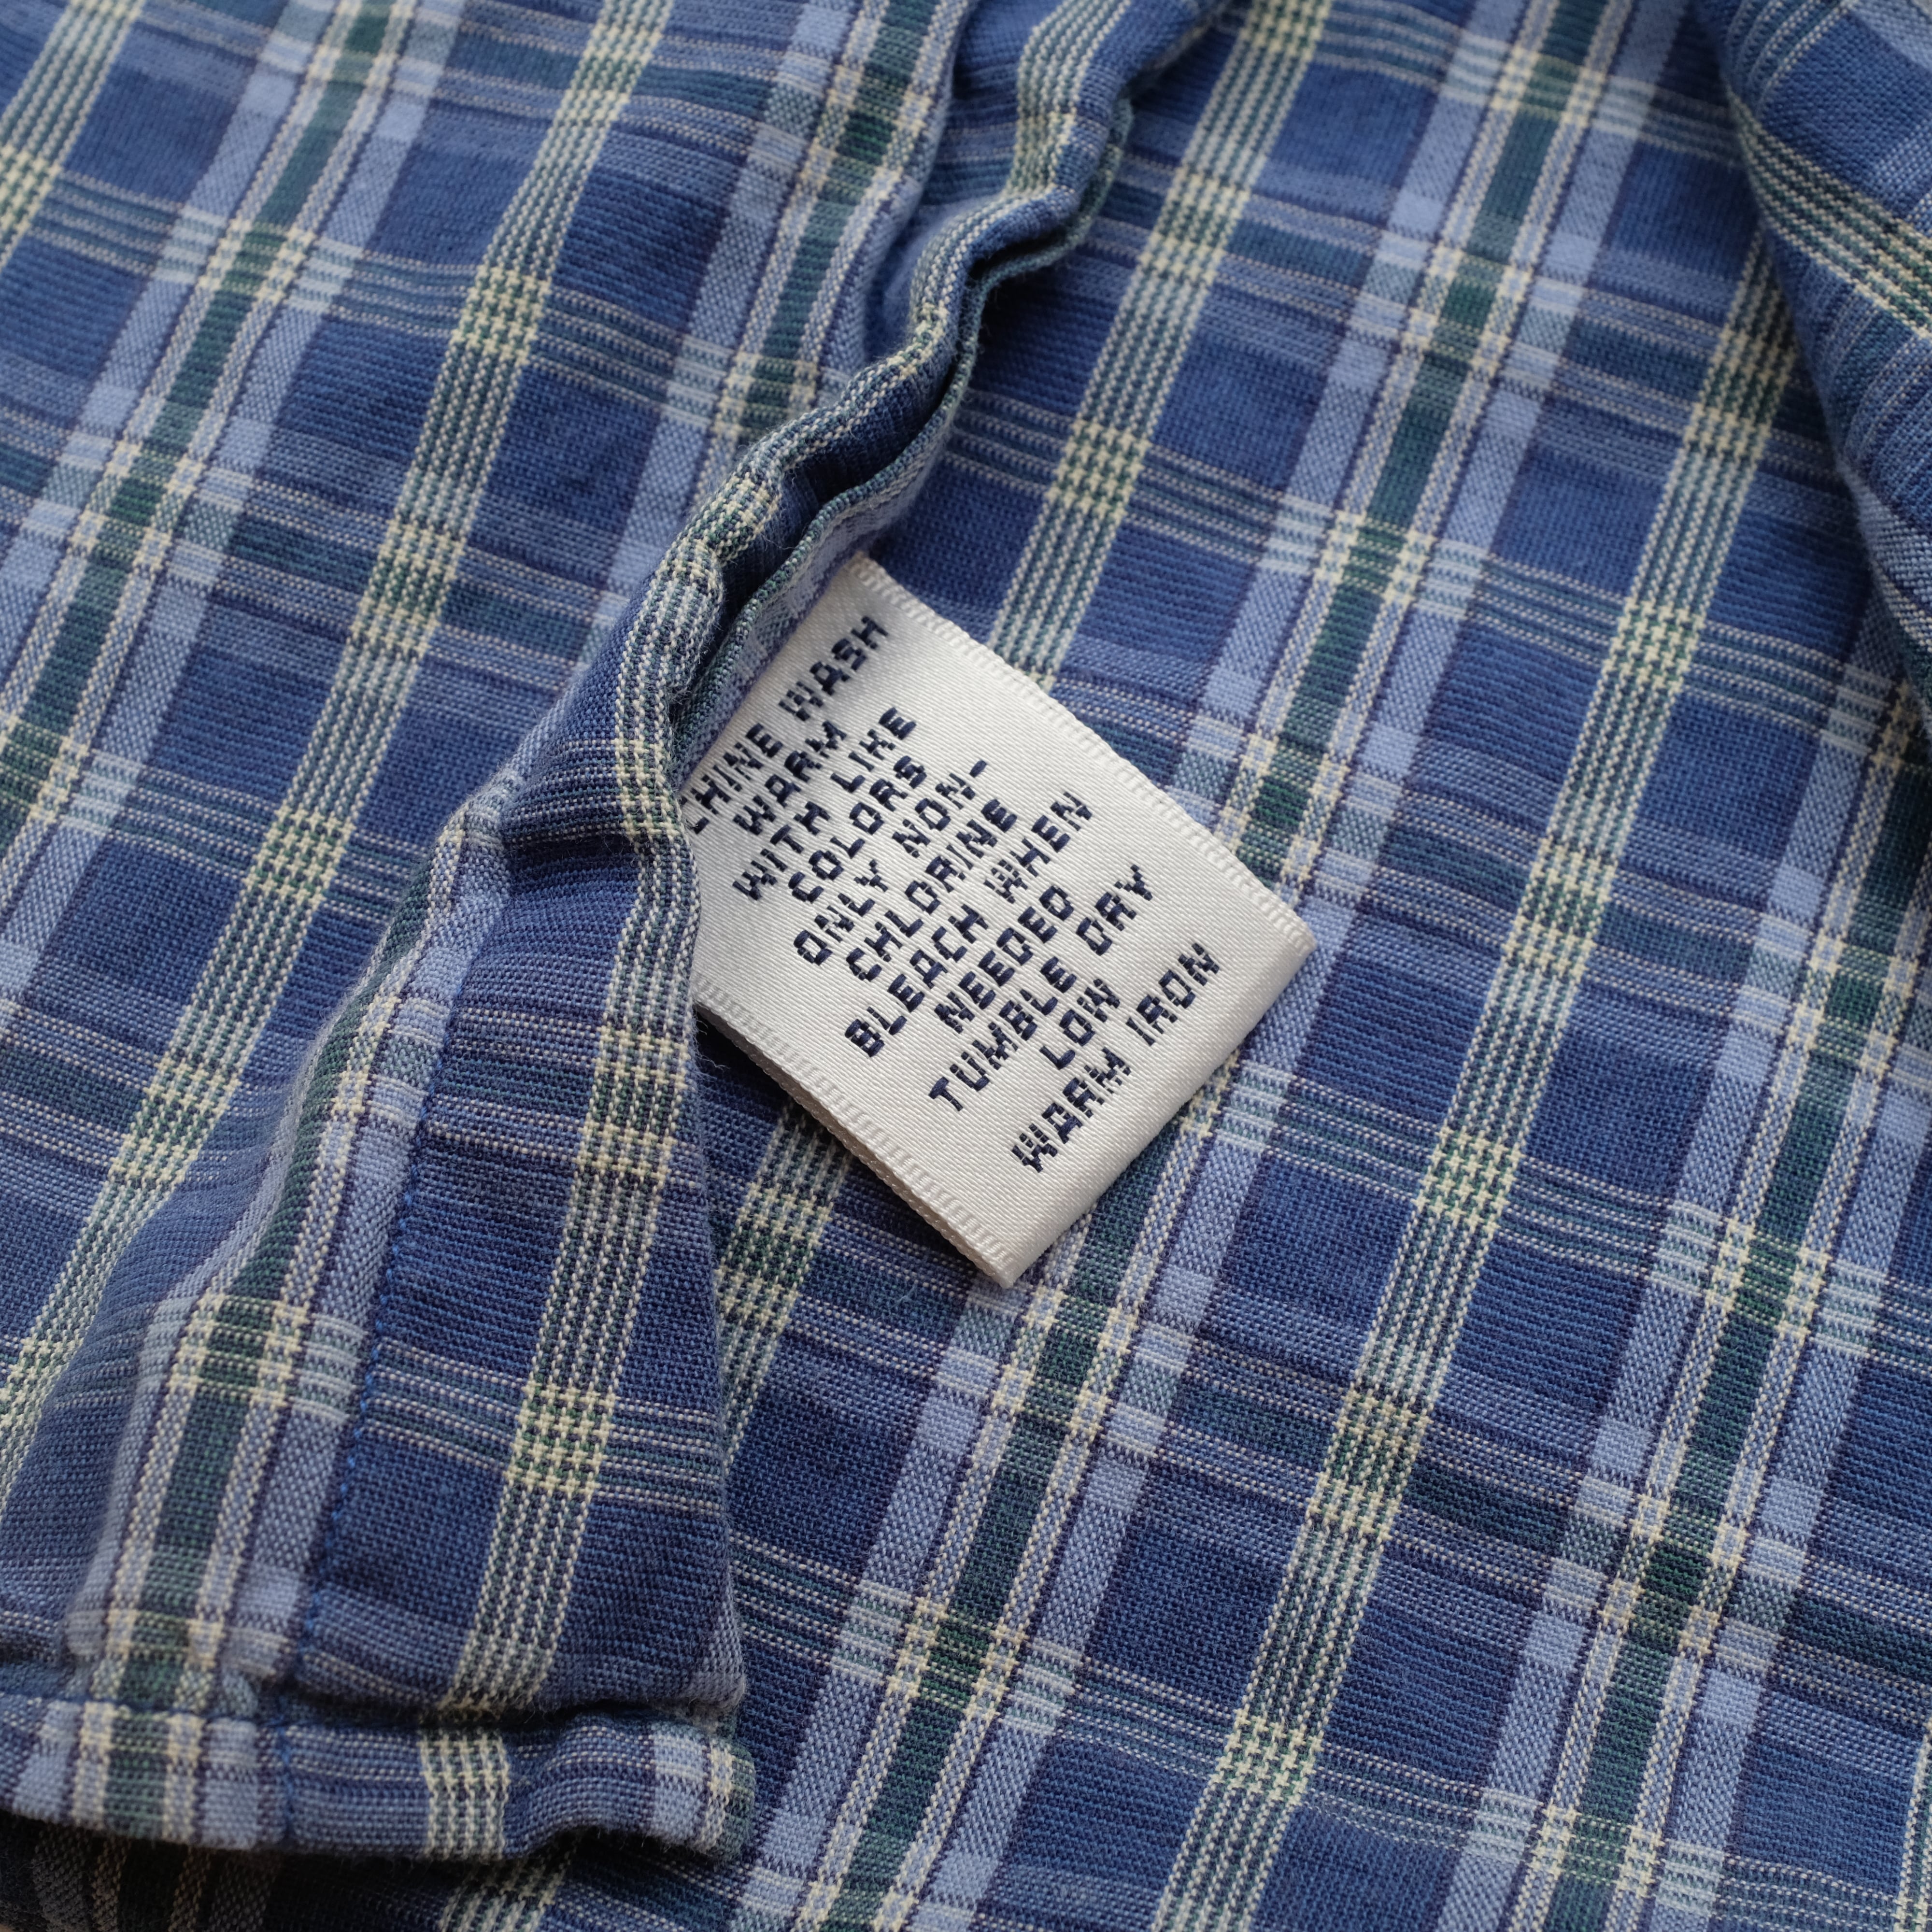 CHINE WASH
WARM
WITH LIKE
COLORS
ONLY NON-
CHLORINE
BLEACH WHEN
NEEDED
TUMBLE DRY
LOW
WARM IRON